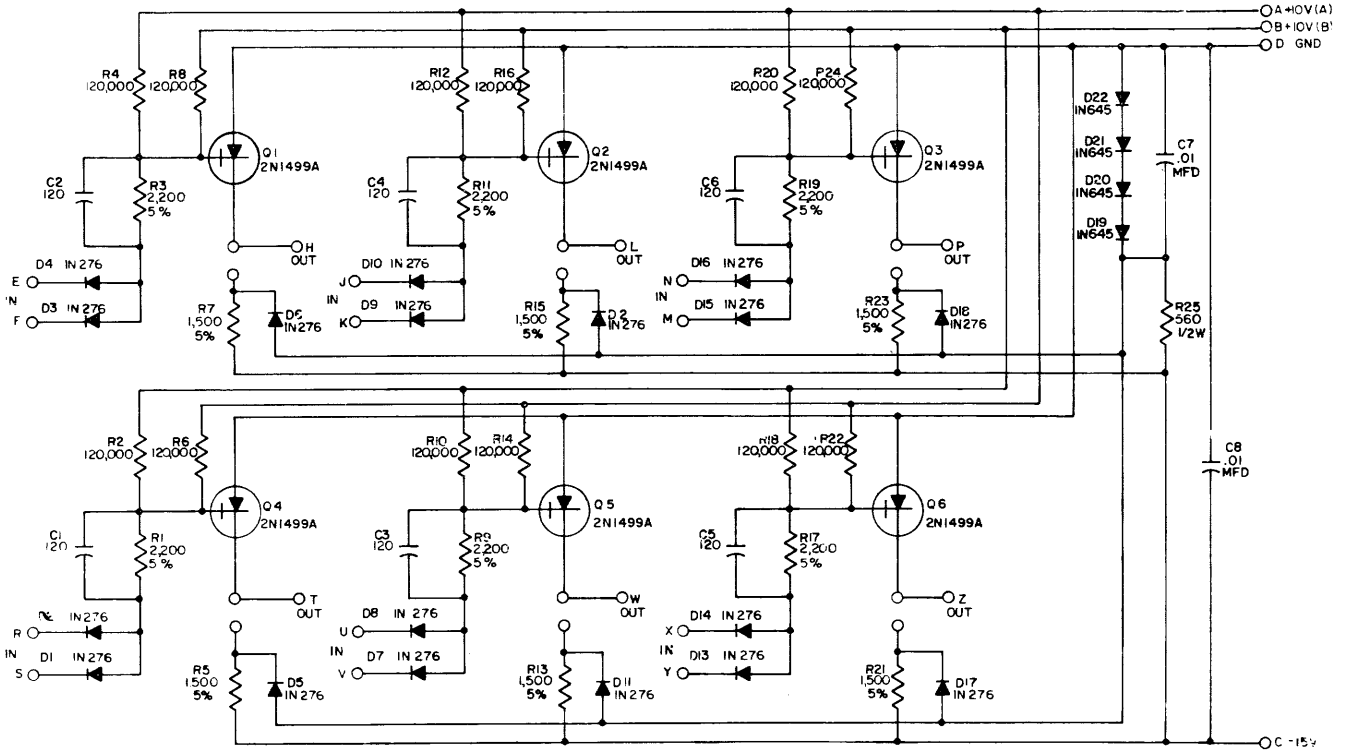 A +10V(A)
B +10V(B)
D GND
R4
120,000
R8
120,000
R12
120,000
R16
120,000
R20
120,000
R24
120,000
D22
IN645
D21
IN645
D20
IN645
D19
IN645
C7
.01
MFD
Q1
2N1499A
Q2
2N1499A
Q3
2N1499A
C2
120
R3
2,200
5%
C4
120
R11
2,200
5%
C6
120
R19
2,200
5%
H
OUT
L
OUT
P
OUT
E
D4 IN276
IN
F
D3 IN276
J
D10 IN276
IN
K
D9 IN276
N
D16 IN276
IN
M
D15 IN276
R7
1,500
5%
IN276
R15
1,500
5%
IN276
R23
1,500
5%
D18
IN276
R25
560
1/2W
R2
120,000
R6
120,000
R10
120,000
R14
120,000
R18
120,000
R22
120,000
C8
.01
MFD
Q4
2N1499A
Q5
2N1499A
Q6
2N1499A
C1
120
R1
2,200
5%
C3
120
R9
2,200
5%
C5
120
R17
2,200
5%
T
OUT
W
OUT
Z
OUT
R
IN276
IN
S
D1 IN276
U
D8 IN276
IN
V
D7 IN276
X
D14 IN276
IN
Y
D13 IN276
R5
1,500
5%
D5
IN276
R13
1,500
5%
D11
IN276
R21
1,500
5%
D17
IN276
C -15V